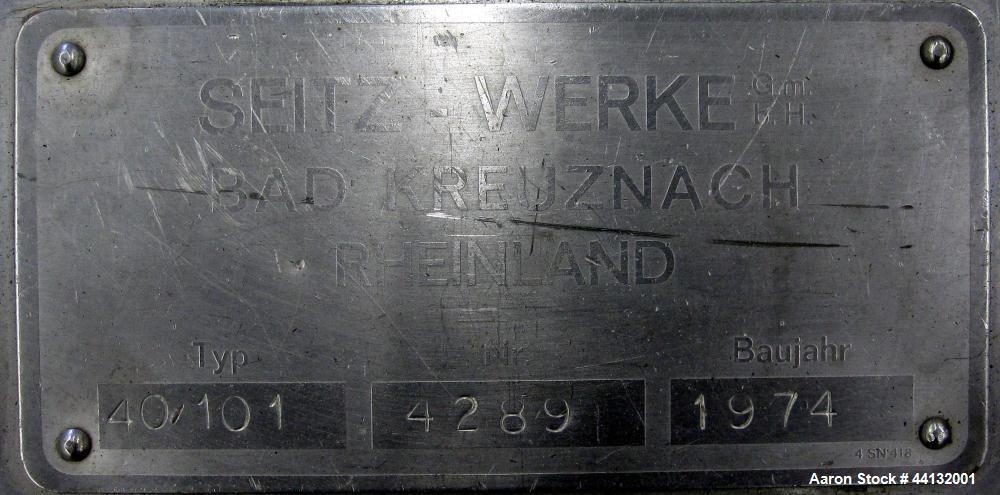 SEITZ - WERKE G.m. b.H.
BAD KREUZNACH
RHEINLAND
Typ Nr. Baujahr
40/101 4289 1974
4 SN 418
Aaron Stock # 44132001